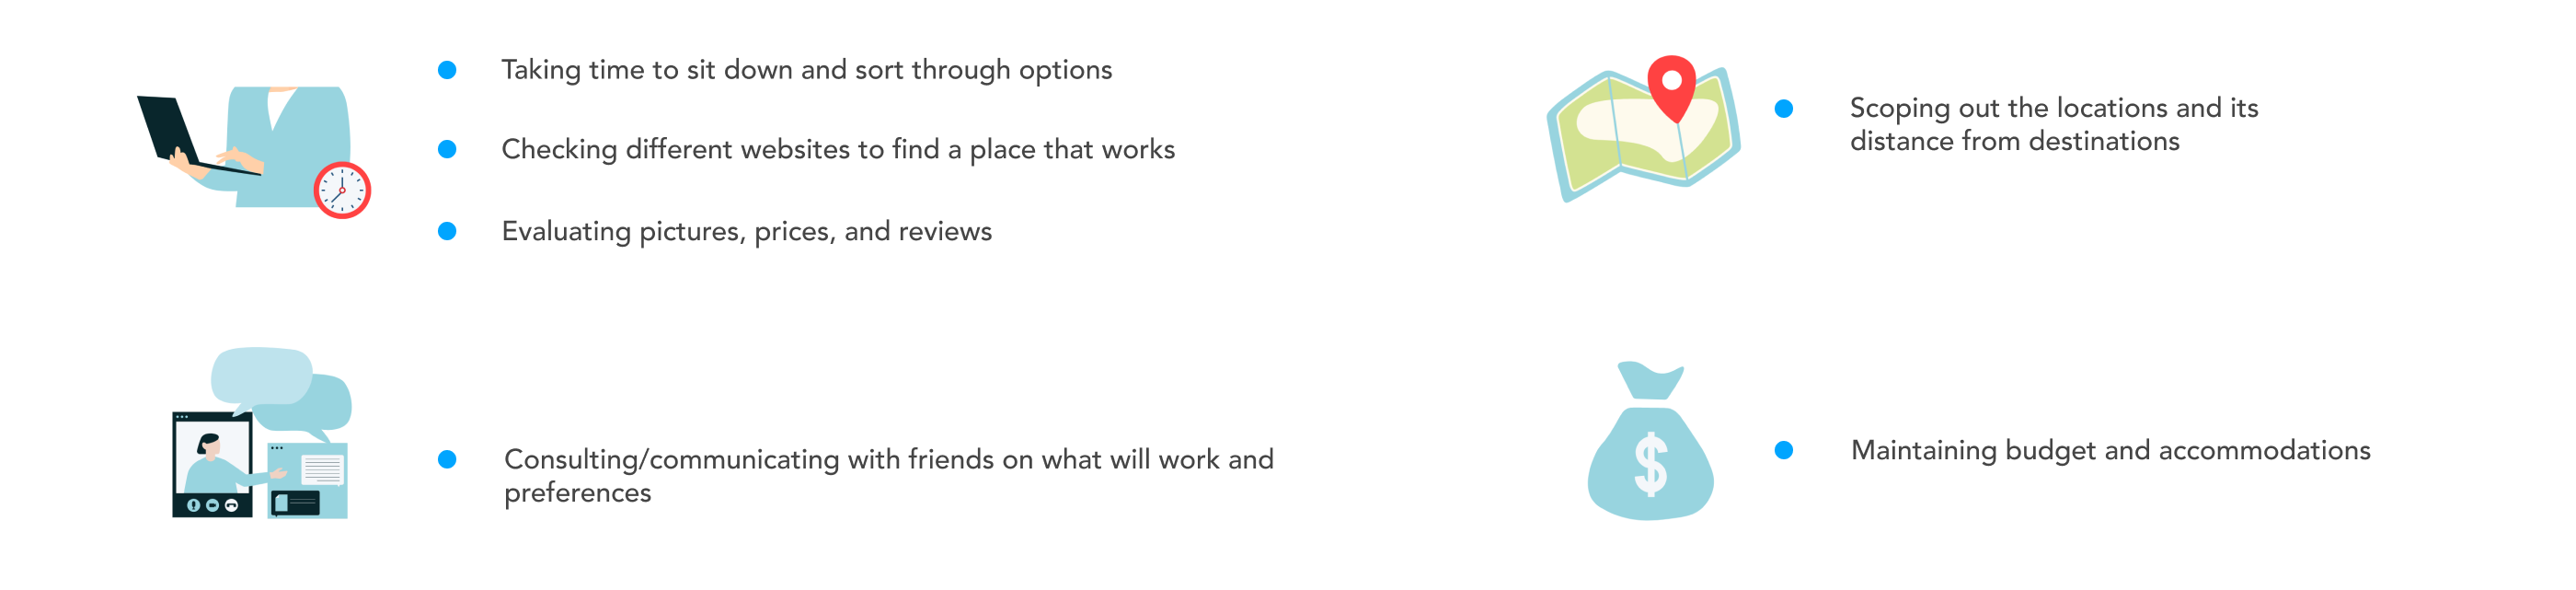 Taking time to sit down and sort through options
Checking different websites to find a place that works
Evaluating pictures, prices, and reviews
Scoping out the locations and its
distance from destinations
Consulting/communicating with friends on what will work and
preferences
$
Maintaining budget and accommodations